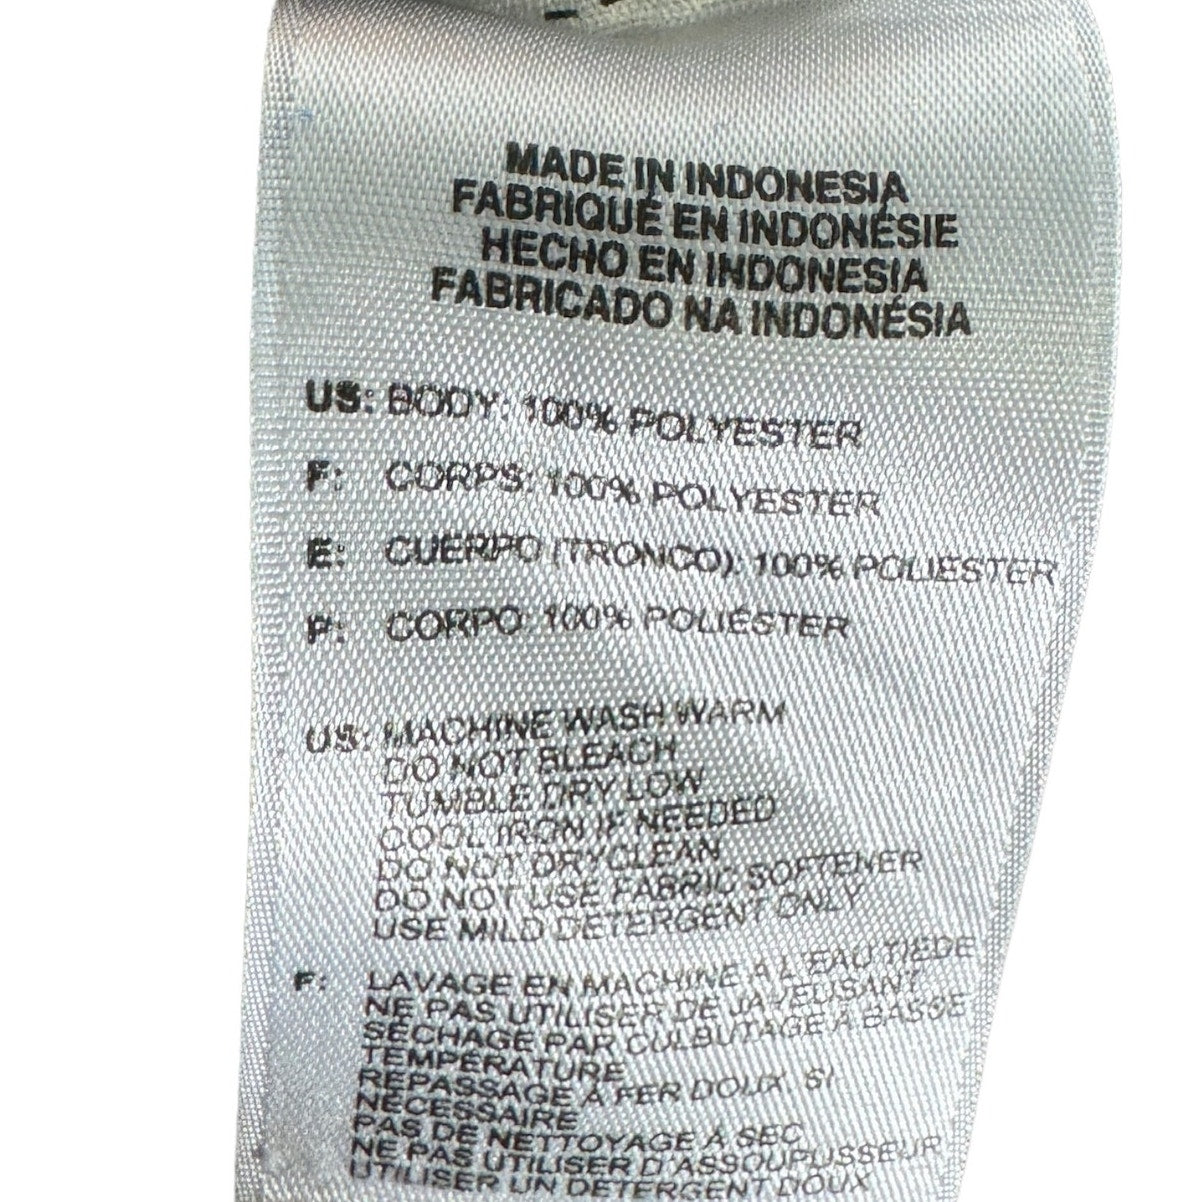 MADE IN INDONESIA
FABRIQUÉ EN INDONÉSIE
HECHO EN INDONESIA
FABRICADO NA INDONÉSIA
US: BODY: 100% POLYESTER
F: CORPS: 100% POLYESTER
E: CUERPO (TRONCO): 100% POLIESTER
P: CORPO: 100% POLIÉSTER
US: MACHINE WASH WARM
DO NOT BLEACH
TUMBLE DRY LOW
COOL IRON IF NEEDED
DO NOT DRYCLEAN
DO NOT USE FABRIC SOFTENER
USE MILD DETERGENT ONLY
F: LAVAGE EN MACHINE A L'EAU TIEDE
NE PAS UTILISER DE JAVELISANT
SÉCHAGE PAR CULBUTAGE À BASSE
TEMPÉRATURE
REPASSAGE À FER DOUX SI
NÉCESSAIRE
PAS DE NETTOYAGE À SEC
NE PAS UTILISER D'ASSOUPLISSEUR
UTILISER UN DETERGENT DOUX